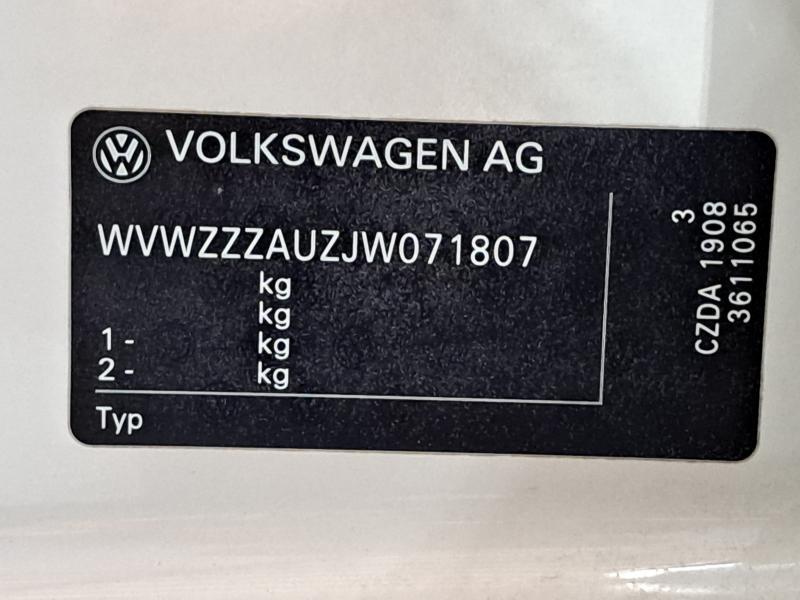 VOLKSWAGEN AG
WVWZZZAUZJW071807
kg
kg
1 - kg
2 - kg
Typ
3
CZDA 1908
3611065